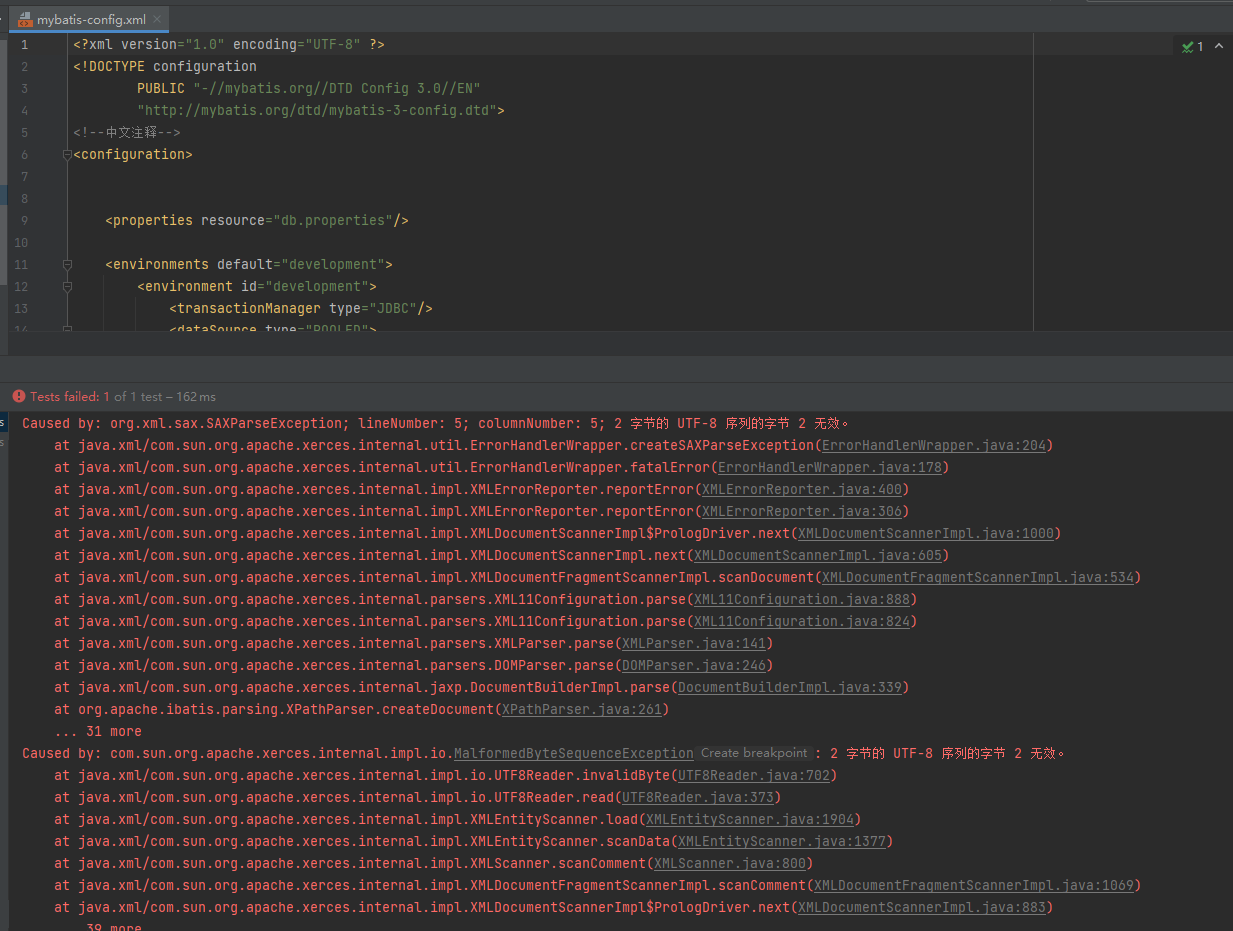 mybatis-config.xml
1 <?xml version="1.0" encoding="UTF-8" ?>
2 <!DOCTYPE configuration
3 PUBLIC "-//mybatis.org//DTD Config 3.0//EN"
4 "http://mybatis.org/dtd/mybatis-3-config.dtd">
5 <!--中文注释-->
6 <configuration>
7
8
9 <properties resource="db.properties"/>
10
11 <environments default="development">
12 <environment id="development">
13 <transactionManager type="JDBC"/>
14 <dataSource type="POOLED">
1
Tests failed: 1 of 1 test – 162 ms
Caused by: org.xml.sax.SAXParseException; lineNumber: 5; columnNumber: 5; 2 字节的 UTF-8 序列的字节 2 无效。
at java.xml/com.sun.org.apache.xerces.internal.util.ErrorHandlerWrapper.createSAXParseException(ErrorHandlerWrapper.java:204)
at java.xml/com.sun.org.apache.xerces.internal.util.ErrorHandlerWrapper.fatalError(ErrorHandlerWrapper.java:178)
at java.xml/com.sun.org.apache.xerces.internal.impl.XMLErrorReporter.reportError(XMLErrorReporter.java:400)
at java.xml/com.sun.org.apache.xerces.internal.impl.XMLErrorReporter.reportError(XMLErrorReporter.java:306)
at java.xml/com.sun.org.apache.xerces.internal.impl.XMLDocumentScannerImpl$PrologDriver.next(XMLDocumentScannerImpl.java:1000)
at java.xml/com.sun.org.apache.xerces.internal.impl.XMLDocumentScannerImpl.next(XMLDocumentScannerImpl.java:605)
at java.xml/com.sun.org.apache.xerces.internal.impl.XMLDocumentFragmentScannerImpl.scanDocument(XMLDocumentFragmentScannerImpl.java:534)
at java.xml/com.sun.org.apache.xerces.internal.parsers.XML11Configuration.parse(XML11Configuration.java:888)
at java.xml/com.sun.org.apache.xerces.internal.parsers.XML11Configuration.parse(XML11Configuration.java:824)
at java.xml/com.sun.org.apache.xerces.internal.parsers.XMLParser.parse(XMLParser.java:141)
at java.xml/com.sun.org.apache.xerces.internal.parsers.DOMParser.parse(DOMParser.java:246)
at java.xml/com.sun.org.apache.xerces.internal.jaxp.DocumentBuilderImpl.parse(DocumentBuilderImpl.java:339)
at org.apache.ibatis.parsing.XPathParser.createDocument(XPathParser.java:261)
... 31 more
Caused by: com.sun.org.apache.xerces.internal.impl.io.MalformedByteSequenceException Create breakpoint : 2 字节的 UTF-8 序列的字节 2 无效。
at java.xml/com.sun.org.apache.xerces.internal.impl.io.UTF8Reader.invalidByte(UTF8Reader.java:702)
at java.xml/com.sun.org.apache.xerces.internal.impl.io.UTF8Reader.read(UTF8Reader.java:373)
at java.xml/com.sun.org.apache.xerces.internal.impl.XMLEntityScanner.load(XMLEntityScanner.java:1904)
at java.xml/com.sun.org.apache.xerces.internal.impl.XMLEntityScanner.scanData(XMLEntityScanner.java:1377)
at java.xml/com.sun.org.apache.xerces.internal.impl.XMLScanner.scanComment(XMLScanner.java:800)
at java.xml/com.sun.org.apache.xerces.internal.impl.XMLDocumentFragmentScannerImpl.scanComment(XMLDocumentFragmentScannerImpl.java:1069)
at java.xml/com.sun.org.apache.xerces.internal.impl.XMLDocumentScannerImpl$PrologDriver.next(XMLDocumentScannerImpl.java:883)
... 39 more